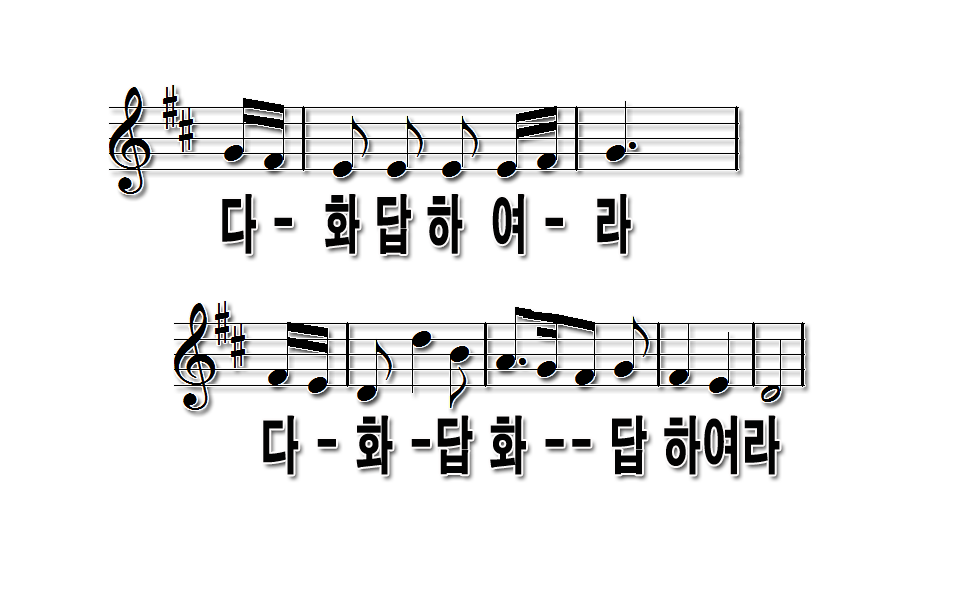 다 - 화 답 하 여 - 라
다 - 화 -답 화 -- 답 하여라